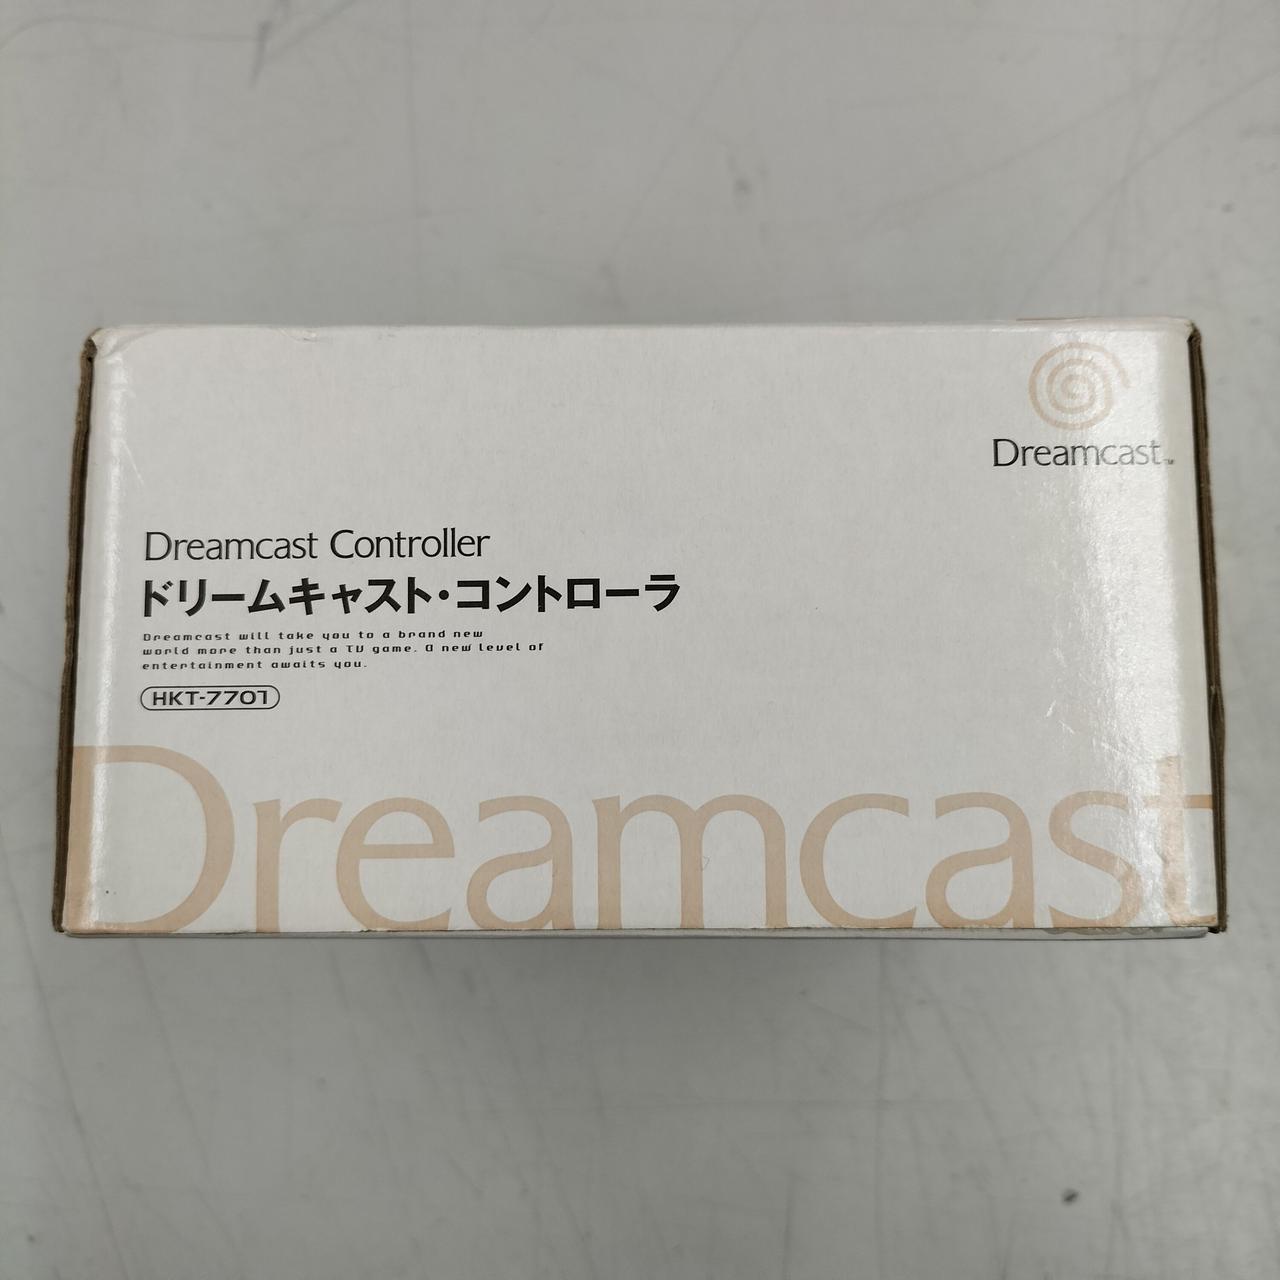 Dreamcast™
Dreamcast Controller
ドリームキャスト・コントローラ
Dreamcast will take you to a brand new
world more than just a TV game. A new level of
entertainment awaits you.
HKT-7701
Dreamcast